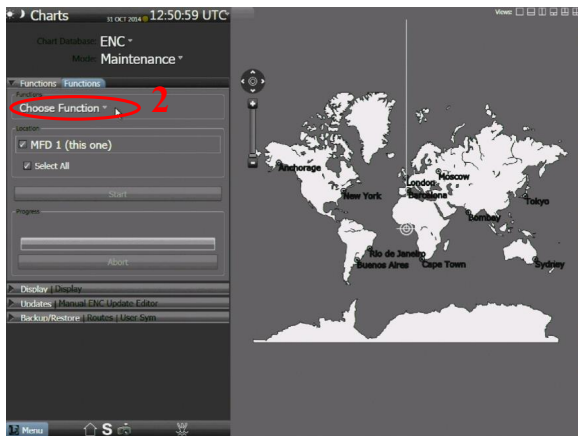 Charts 31 OCT 2014 12:50:59 UTC
Views:
Chart Database: ENC
Mode: Maintenance
Functions Functions
Functions
Choose Function
2
Location
MFD 1 (this one)
Select All
Start
Progress
Abort
Display | Display
Updates | Manual ENC Update Editor
Backup/Restore | Routes | User Sym
Menu S
Anchorage
London
Moscow
New York
Barcelona
Tokyo
Bombay
Rio de Janeiro
Buenos Aires
Cape Town
Sydney